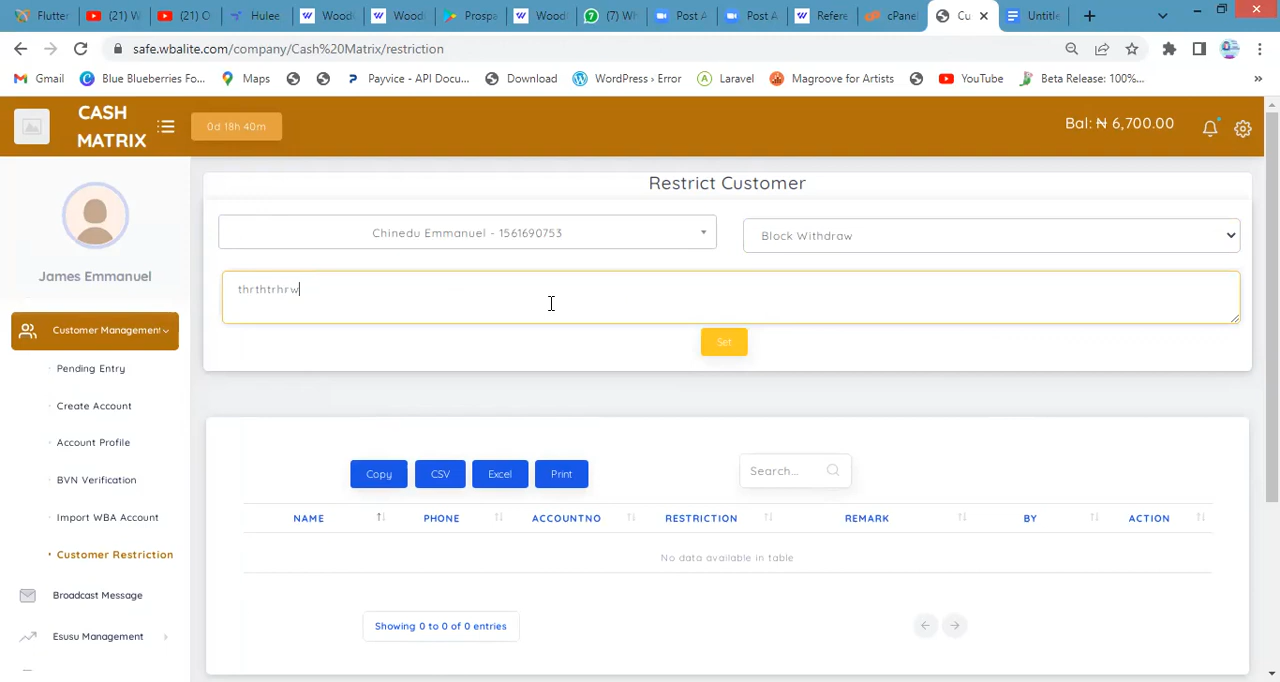 Flutter
(21) W
(21) C
Hulee
Wood
Wood
Prospa
Wood
(7) Wh
Post A
Post A
Refere
cPanel
Cu
Untitle
safe.wbalite.com/company/Cash%20Matrix/restriction
Gmail
Blue Blueberries Fo...
Maps
Payvice - API Docu...
Download
WordPress › Error
Laravel
Magroove for Artists
YouTube
Beta Release: 100%...
»
CASH
MATRIX
0d 18h 40m
Bal: ₦ 6,700.00
James Emmanuel
Customer Management
Pending Entry
Create Account
Account Profile
BVN Verification
Import WBA Account
Customer Restriction
Broadcast Message
Esusu Management
Restrict Customer
Chinedu Emmanuel - 1561690753
Block Withdraw
thrthtrhrw
Set
Copy
CSV
Excel
Print
Search...
NAME
PHONE
ACCOUNTNO
RESTRICTION
REMARK
BY
ACTION
No data available in table
Showing 0 to 0 of 0 entries